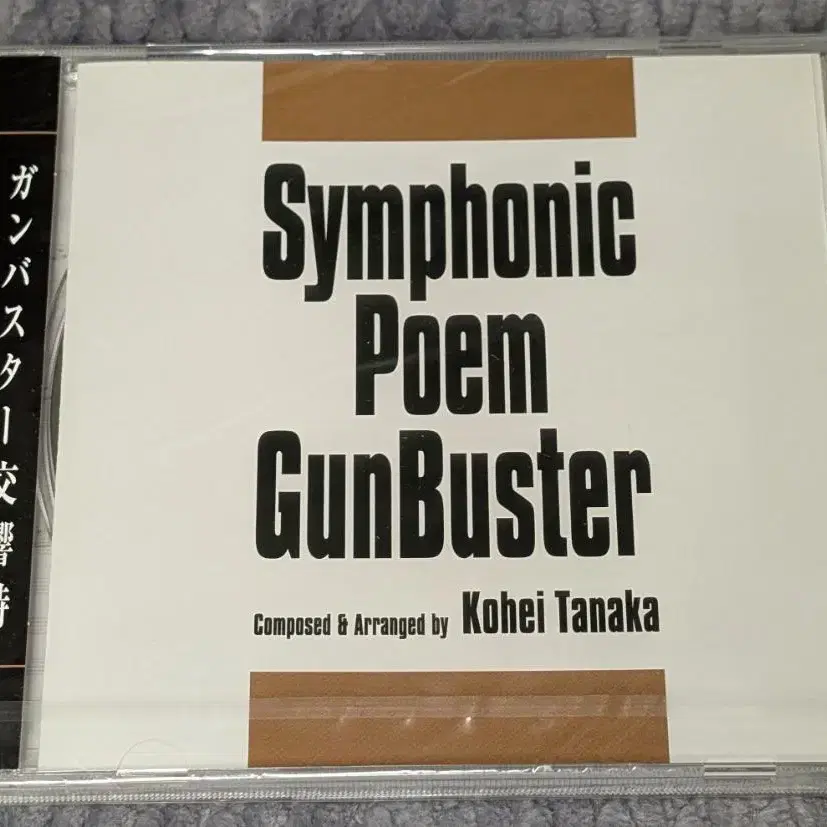 ガンバスター交響詩
Symphonic
Poem
GunBuster
Composed & Arranged by Kohei Tanaka